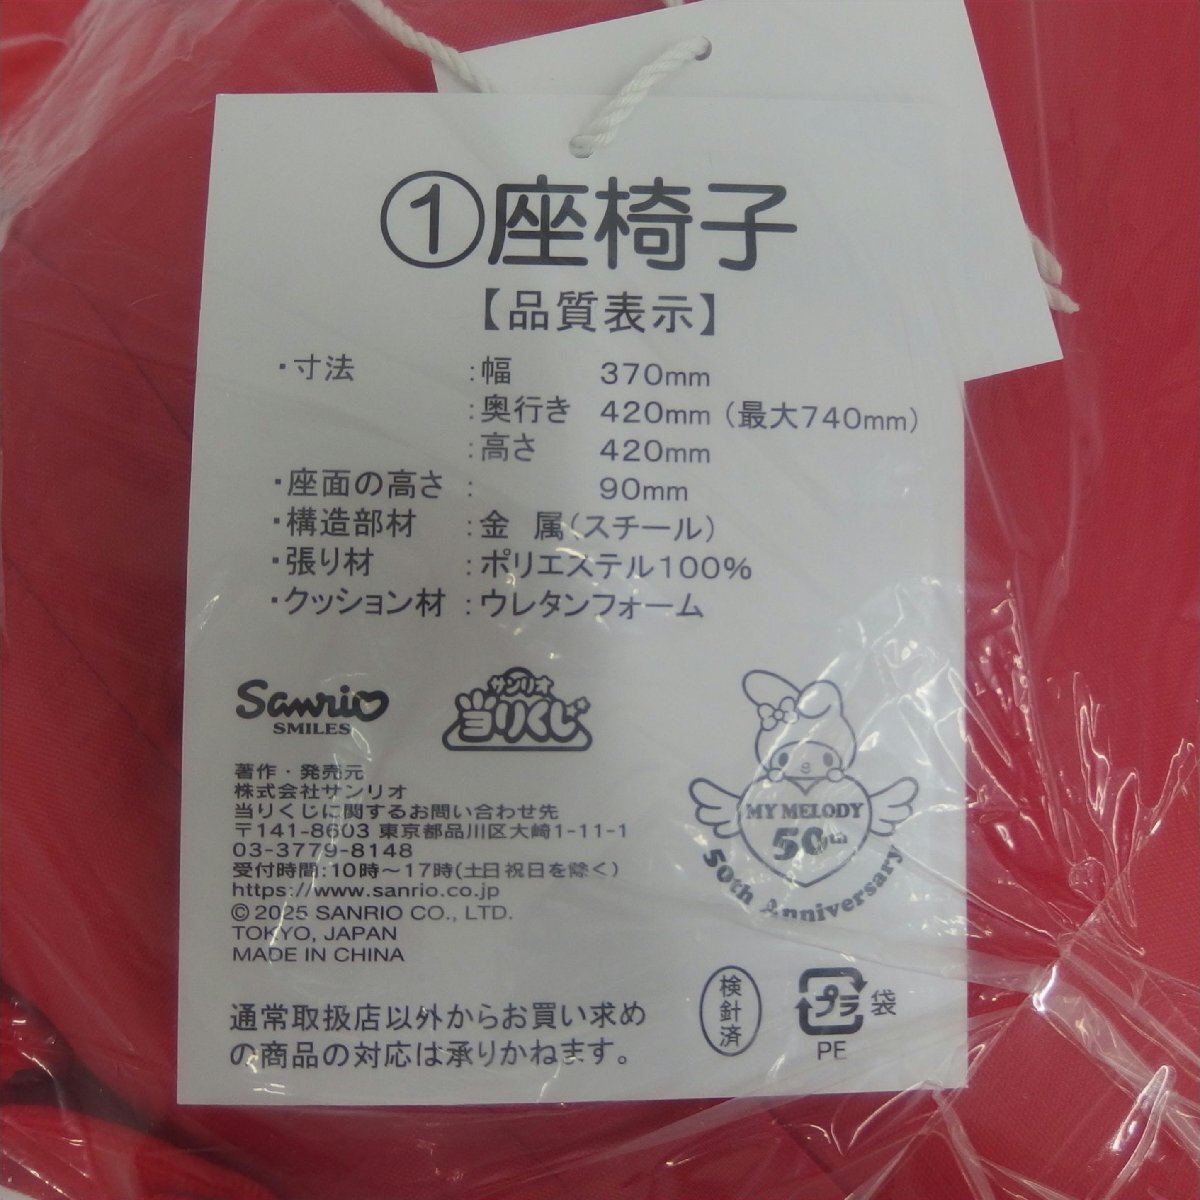 ①座椅子
【品質表示】
・寸法 :幅 370mm
:奥行き 420mm(最大740mm)
:高さ 420mm
・座面の高さ : 90mm
・構造部材 :金 属(スチール)
・張り材 :ポリエステル100%
・クッション材 :ウレタンフォーム
Sanrio
SMILES
サンリオ
当りくじ
MY MELODY
50th
50th Anniversary
著作・発売元
株式会社サンリオ
当りくじに関するお問い合わせ先
〒141-8603 東京都品川区大崎1-11-1
03-3779-8148
受付時間:10時～17時(土日祝日を除く)
https://www.sanrio.co.jp
© 2025 SANRIO CO., LTD.
TOKYO, JAPAN
MADE IN CHINA
通常取扱店以外からお買い求め
の商品の対応は承りかねます。
検針済
プラ 袋
PE